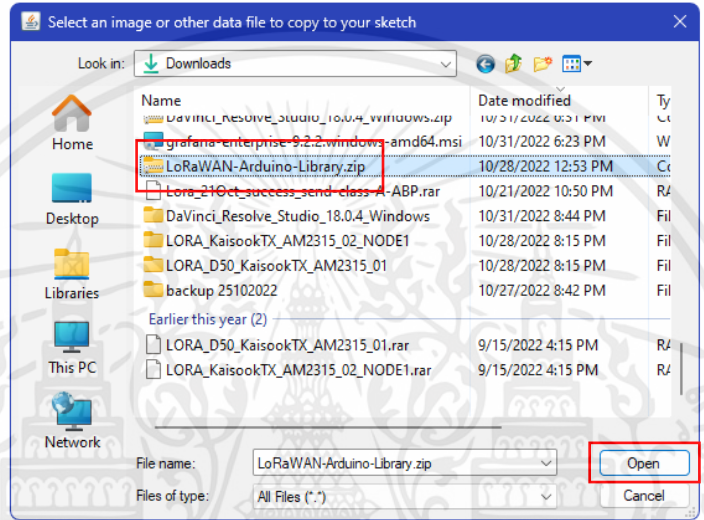 Select an image or other data file to copy to your sketch
Look in: Downloads
Name Date modified Ty
DaVinci_Resolve_Studio_18.0.4_Windows.zip 10/31/2022 6:51 PM
grafana-enterprise-9.2.2.windows-amd64.msi 10/31/2022 6:23 PM W
LoRaWAN-Arduino-Library.zip 10/28/2022 12:53 PM Co
Lora_21Oct_success_send-class-A-ABP.rar 10/21/2022 10:50 PM RA
DaVinci_Resolve_Studio_18.0.4_Windows 10/31/2022 8:44 PM Fil
LORA_KaisookTX_AM2315_02_NODE1 10/28/2022 8:15 PM Fil
LORA_D50_KaisookTX_AM2315_01 10/28/2022 8:15 PM Fil
backup 25102022 10/27/2022 8:42 PM Fil
Earlier this year (2)
LORA_D50_KaisookTX_AM2315_01.rar 9/15/2022 4:15 PM RA
LORA_KaisookTX_AM2315_02_NODE1.rar 9/15/2022 4:15 PM RA
Home
Desktop
Libraries
This PC
Network
File name: LoRaWAN-Arduino-Library.zip Open
Files of type: All Files (*.*) Cancel